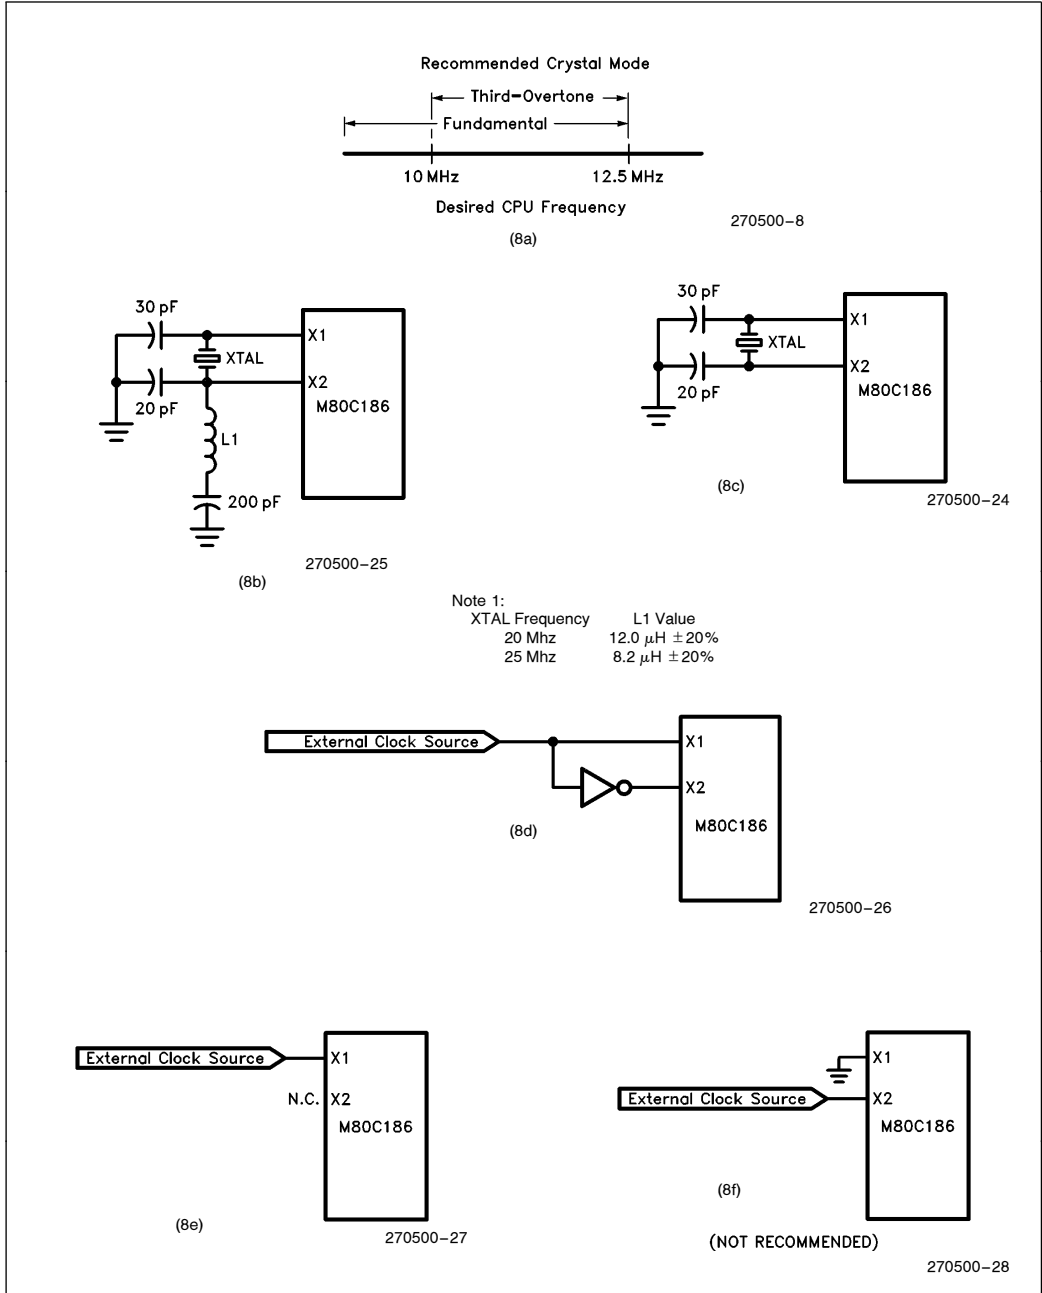 Recommended Crystal Mode
Third-Overtone
Fundamental
10 MHz 12.5 MHz
Desired CPU Frequency
270500-8
(8a)
30 pF
X1
XTAL
X2
20 pF
M80C186
L1
200 pF
270500-25
(8b)
30 pF
X1
XTAL
X2
20 pF
M80C186
(8c)
270500-24
Note 1:
XTAL Frequency L1 Value
20 Mhz 12.0 μH ±20%
25 Mhz 8.2 μH ±20%
External Clock Source
X1
X2
M80C186
(8d)
270500-26
External Clock Source
X1
N.C. X2
M80C186
(8e)
270500-27
X1
External Clock Source
X2
M80C186
(8f)
(NOT RECOMMENDED)
270500-28